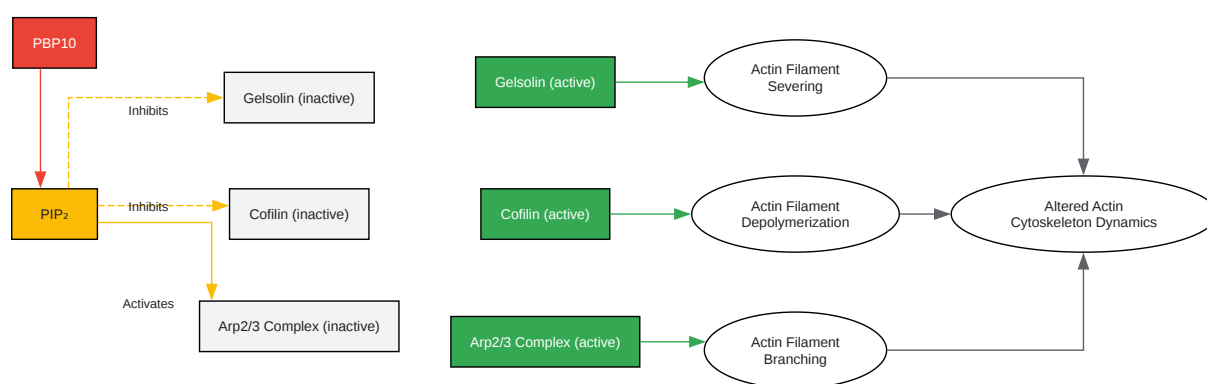 PBP10
Gelsolin (inactive)
Inhibits
PIP₂
Inhibits
Cofilin (inactive)
Activates
Arp2/3 Complex (inactive)
Gelsolin (active)
Actin Filament
Severing
Cofilin (active)
Actin Filament
Depolymerization
Altered Actin
Cytoskeleton Dynamics
Arp2/3 Complex (active)
Actin Filament
Branching